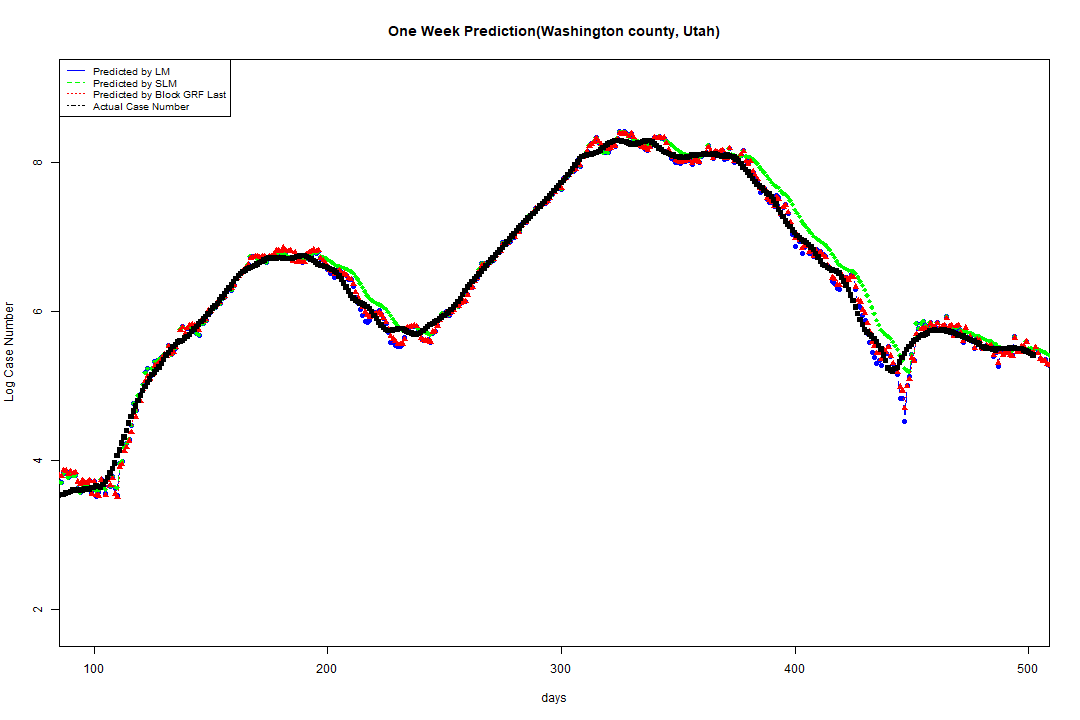 One Week Prediction(Washington county, Utah)
Predicted by LM
Predicted by SLM
Predicted by Block GRF Last
Actual Case Number
8
6
4
2
Log Case Number
100 200 300 400 500
days